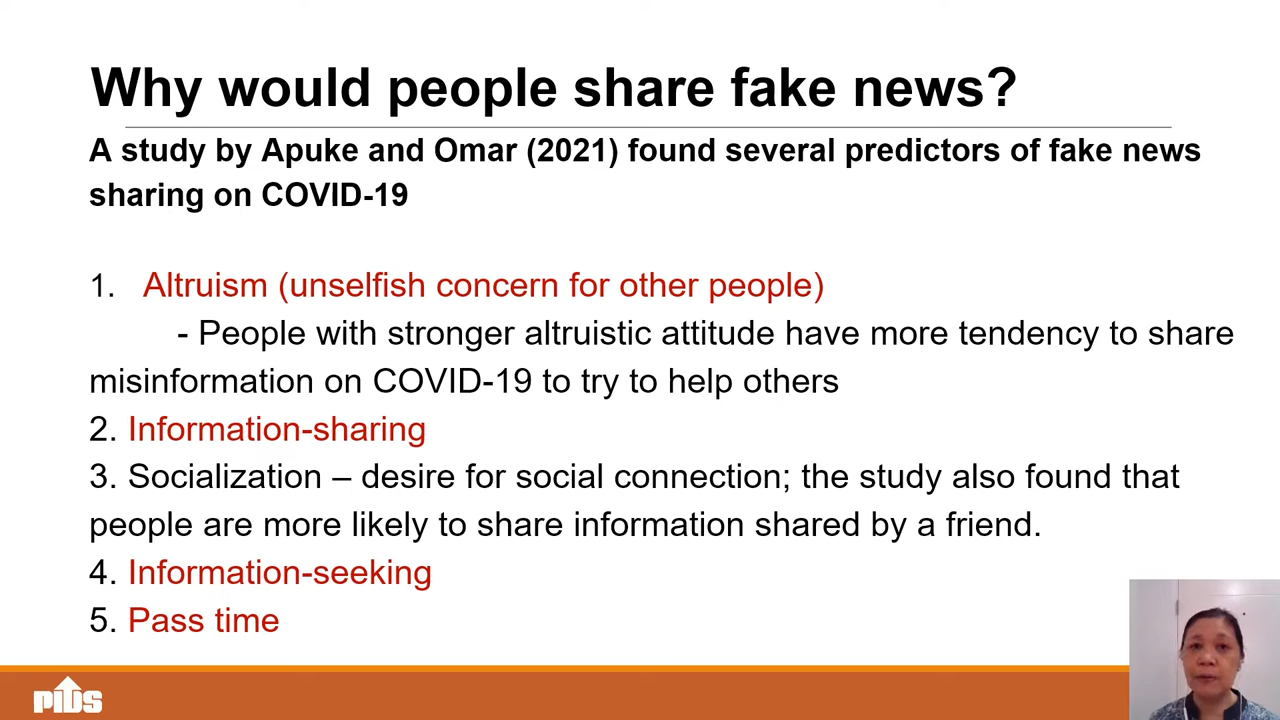 Why would people share fake news?
A study by Apuke and Omar (2021) found several predictors of fake news
sharing on COVID-19
1. Altruism (unselfish concern for other people)
- People with stronger altruistic attitude have more tendency to share
misinformation on COVID-19 to try to help others
2. Information-sharing
3. Socialization – desire for social connection; the study also found that
people are more likely to share information shared by a friend.
4. Information-seeking
5. Pass time
PIDS